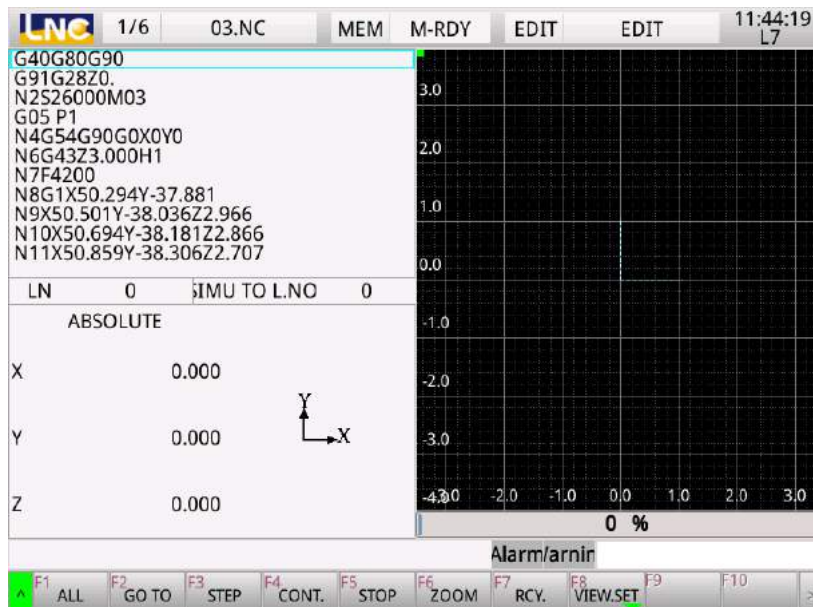 LNC 1/6 03.NC MEM M-RDY EDIT EDIT 11:44:19
L7
G40G80G90
G91G28Z0.
N2S26000M03
G05 P1
N4G54G90G0X0Y0
N6G43Z3.000H1
N7F4200
N8G1X50.294Y-37.881
N9X50.501Y-38.036Z2.966
N10X50.694Y-38.181Z2.866
N11X50.859Y-38.306Z2.707
LN 0 SIMU TO L.NO 0
ABSOLUTE
X 0.000
Y 0.000
Z 0.000
Y
X
3.0
2.0
1.0
0.0
-1.0
-2.0
-3.0
-2.0 -1.0 0.0 1.0 2.0 3.0
0 %
Alarm/arnin
F1 ALL F2 GO TO F3 STEP F4 CONT. F5 STOP F6 ZOOM F7 RCY. F8 VIEW.SET F9 F10 >